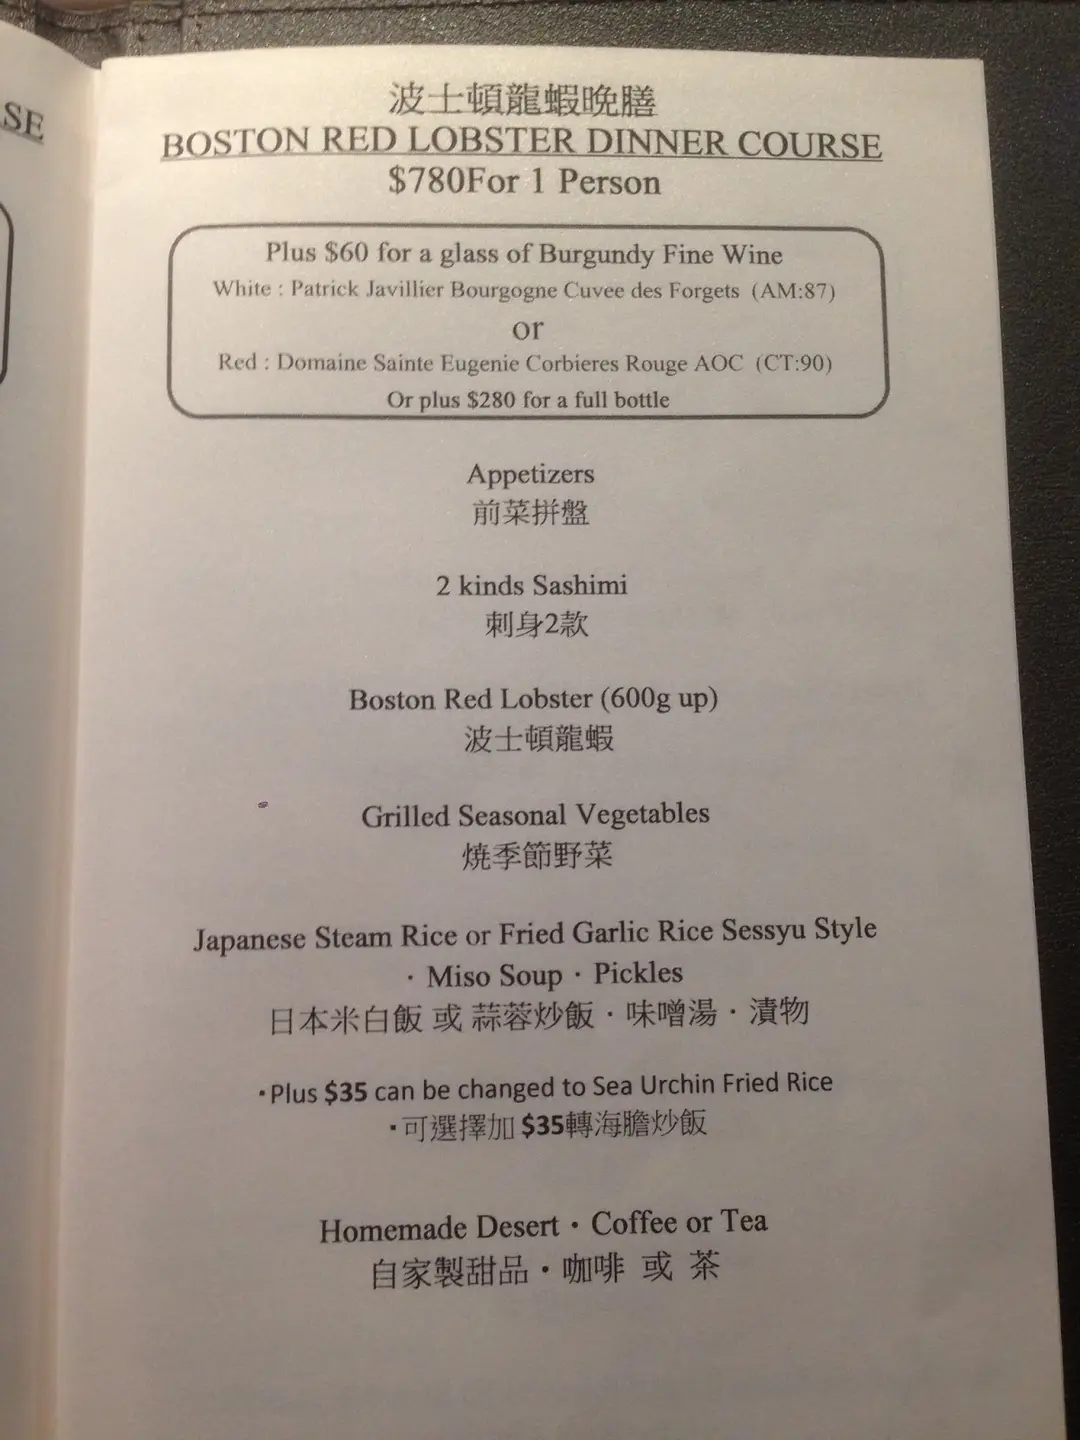 SE
波士頓龍蝦晚膳
BOSTON RED LOBSTER DINNER COURSE
$780For 1 Person
Plus $60 for a glass of Burgundy Fine Wine
White : Patrick Javillier Bourgogne Cuvee des Forgets (AM:87)
or
Red : Domaine Sainte Eugenie Corbieres Rouge AOC (CT:90)
Or plus $280 for a full bottle
Appetizers
前菜拼盤
2 kinds Sashimi
刺身2款
Boston Red Lobster (600g up)
波士頓龍蝦
Grilled Seasonal Vegetables
燒季節野菜
Japanese Steam Rice or Fried Garlic Rice Sessyu Style
· Miso Soup · Pickles
日本米白飯 或 蒜蓉炒飯 · 味噌湯 · 漬物
·Plus $35 can be changed to Sea Urchin Fried Rice
·可選擇加 $35轉海膽炒飯
Homemade Desert · Coffee or Tea
自家製甜品 · 咖啡 或 茶